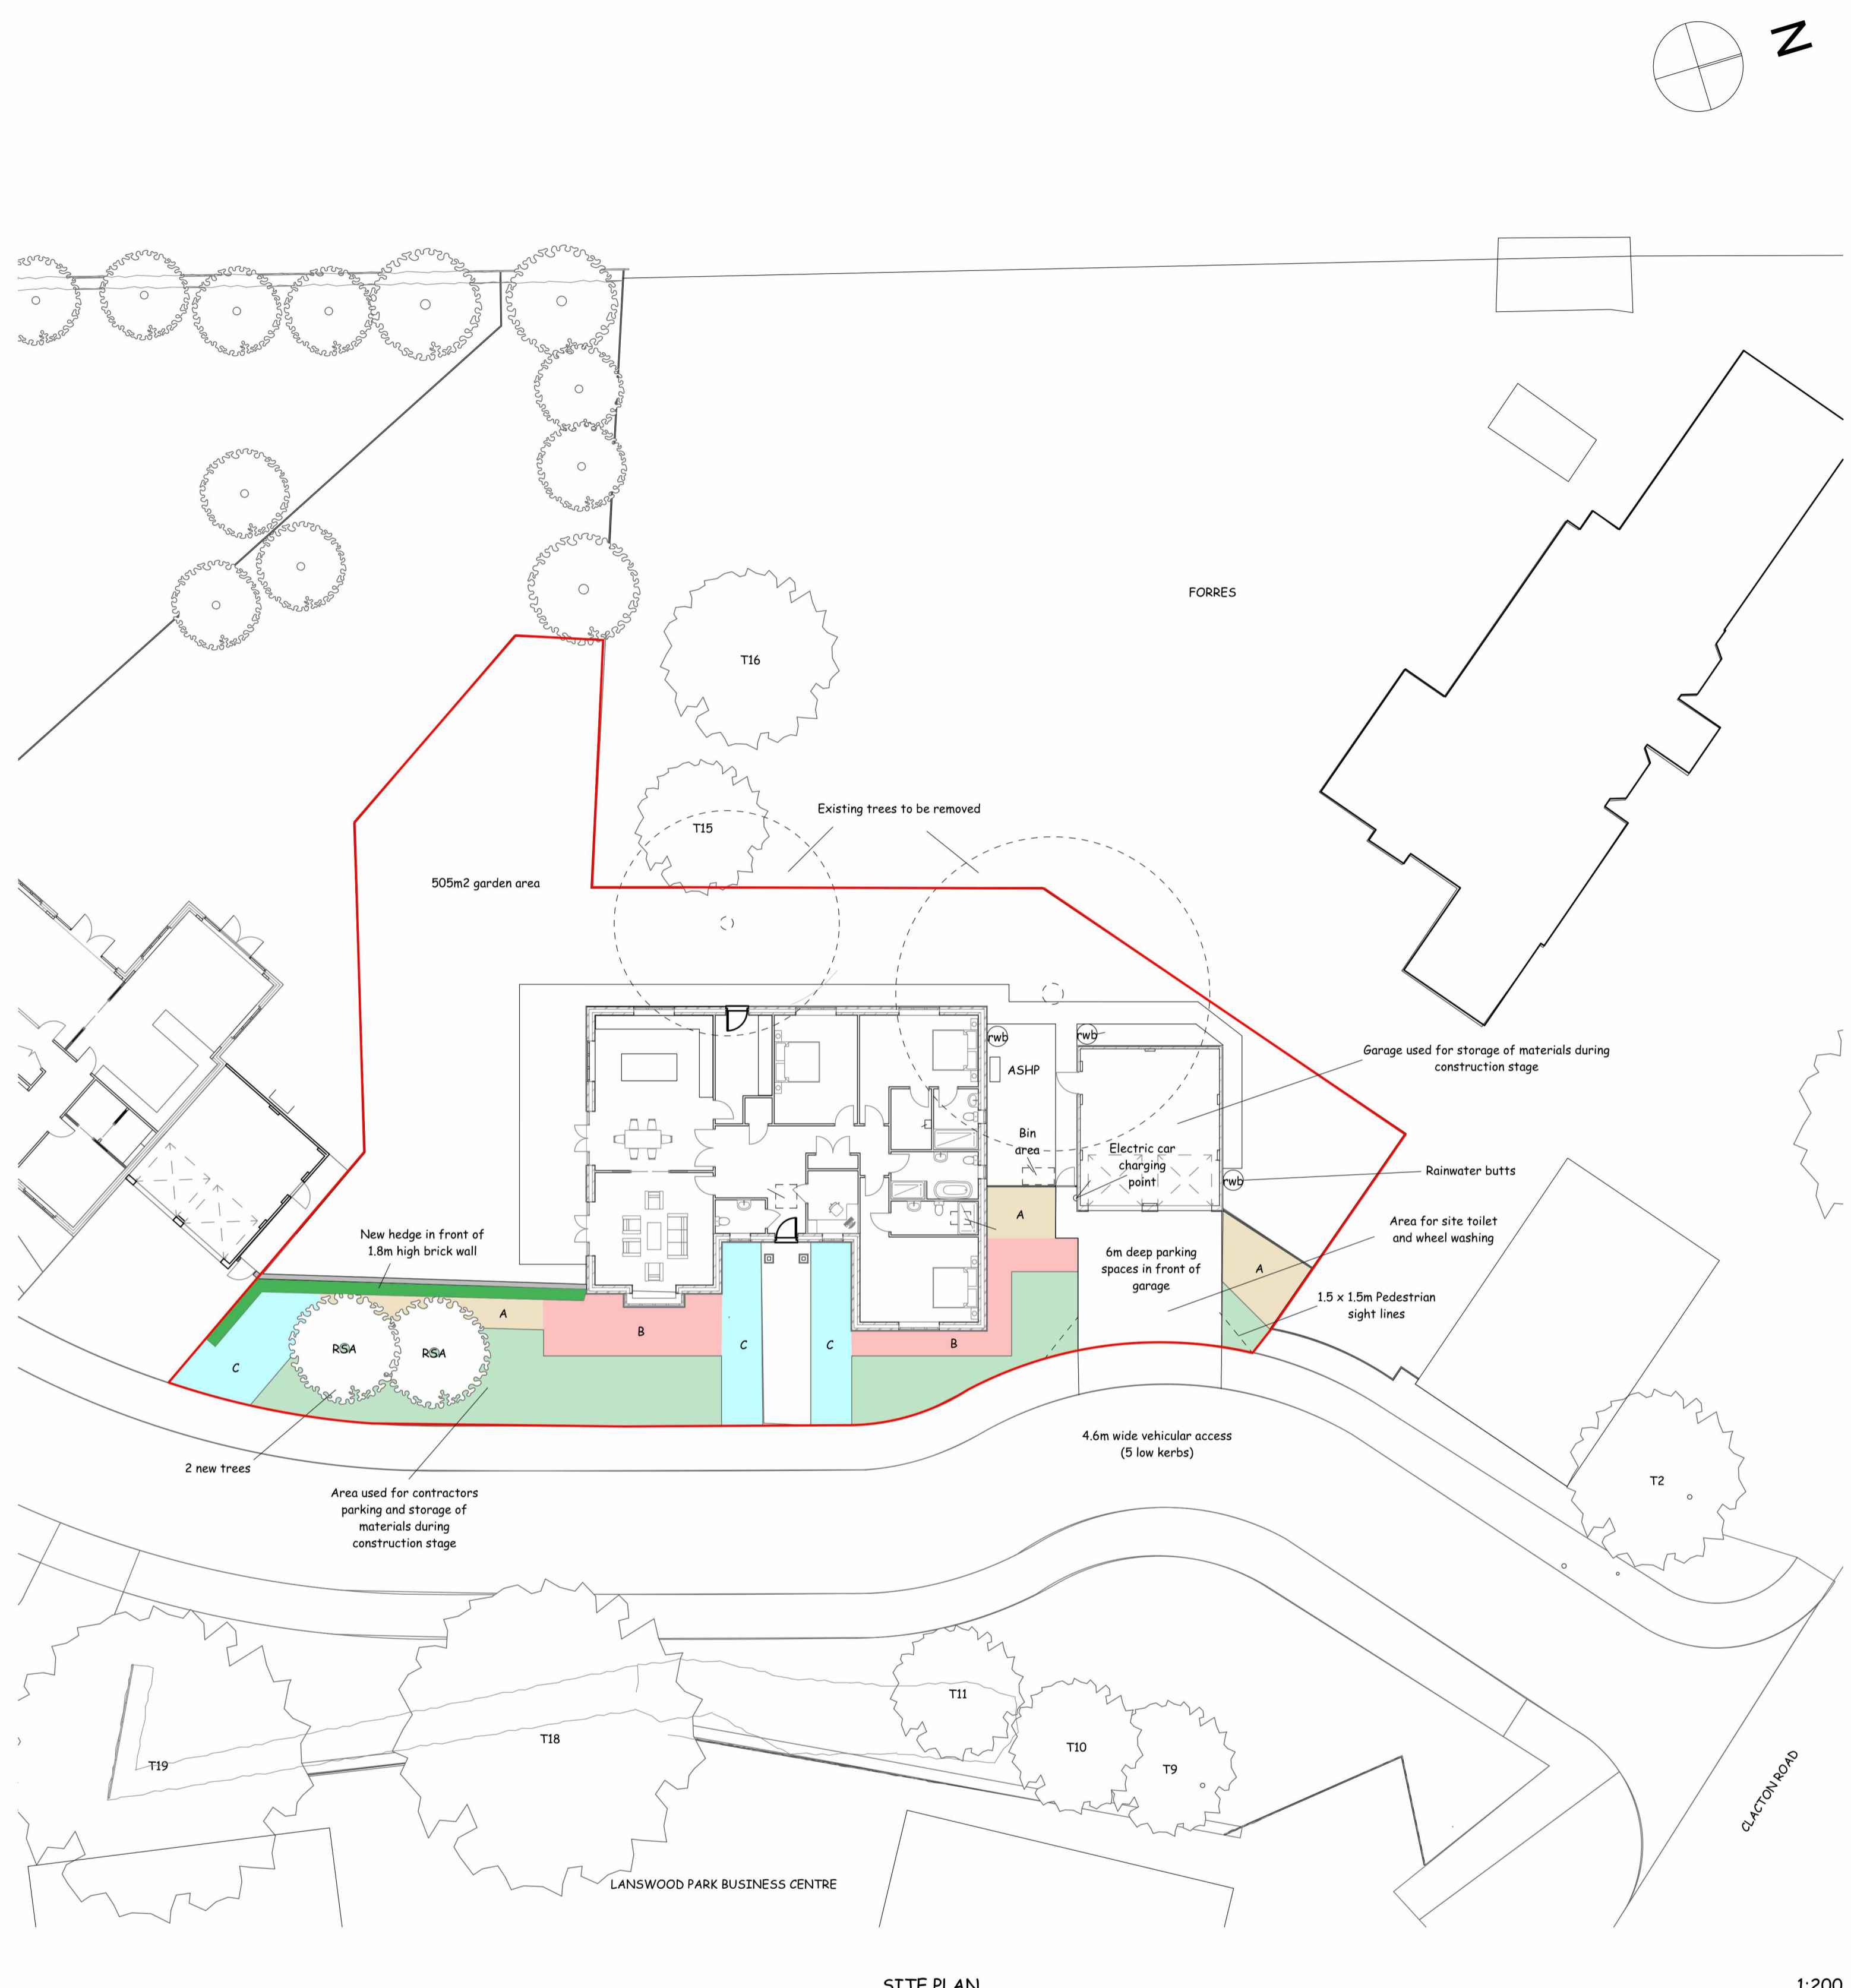 N
FORRES
T16
Existing trees to be removed
T15
505m2 garden area
rwb
rwb
ASHP
Garage used for storage of materials during
construction stage
Bin
area
Electric car
charging
point
Rainwater butts
rwb
A
Area for site toilet
and wheel washing
New hedge in front of
1.8m high brick wall
6m deep parking
spaces in front of
garage
A
1.5 x 1.5m Pedestrian
sight lines
A
B
C
C
B
RSA
RSA
C
4.6m wide vehicular access
(5 low kerbs)
2 new trees
Area used for contractors
parking and storage of
materials during
construction stage
T2
T11
T18
T10
T19
T9
CLACTON ROAD
LANSWOOD PARK BUSINESS CENTRE
SITE PLAN
1:200